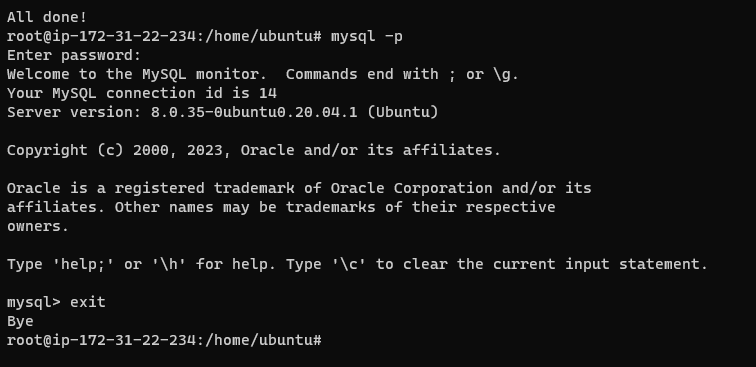 All done!
root@ip-172-31-22-234:/home/ubuntu# mysql -p
Enter password:
Welcome to the MySQL monitor.  Commands end with ; or \g.
Your MySQL connection id is 14
Server version: 8.0.35-0ubuntu0.20.04.1 (Ubuntu)

Copyright (c) 2000, 2023, Oracle and/or its affiliates.

Oracle is a registered trademark of Oracle Corporation and/or its
affiliates. Other names may be trademarks of their respective
owners.

Type 'help;' or '\h' for help. Type '\c' to clear the current input statement.

mysql> exit
Bye
root@ip-172-31-22-234:/home/ubuntu#